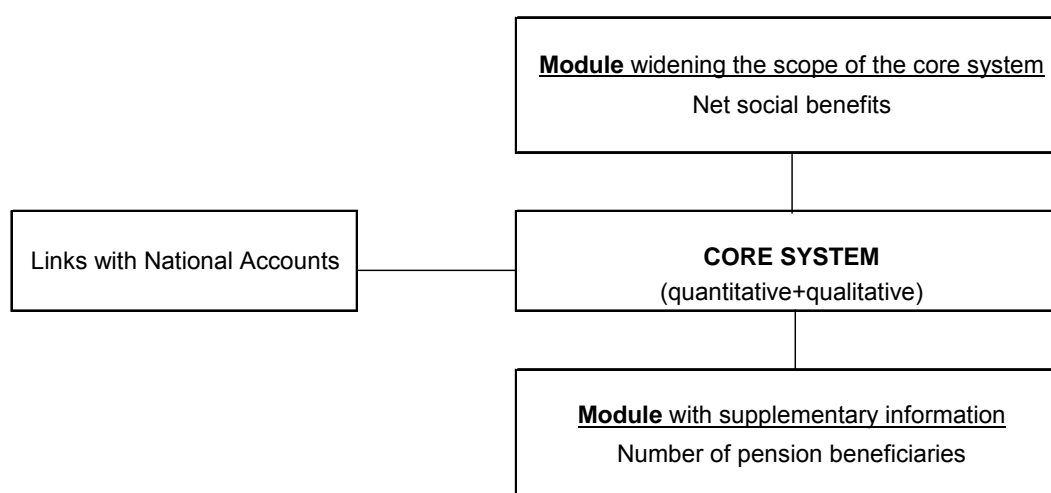 Module widening the scope of the core system
Net social benefits
Links with National Accounts
CORE SYSTEM
(quantitative+qualitative)
Module with supplementary information
Number of pension beneficiaries